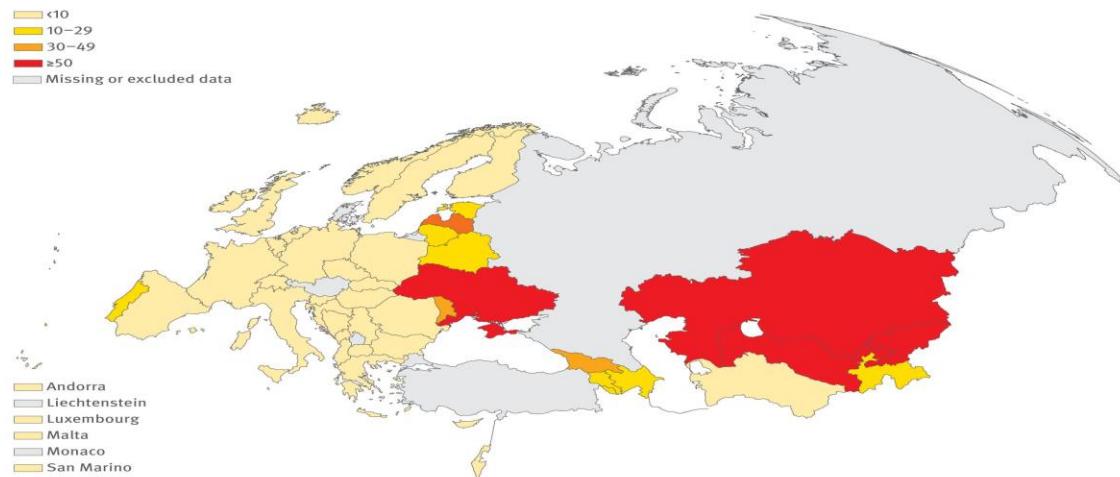 <10
10–29
30–49
≥50
Missing or excluded data
Andorra
Liechtenstein
Luxembourg
Malta
Monaco
San Marino